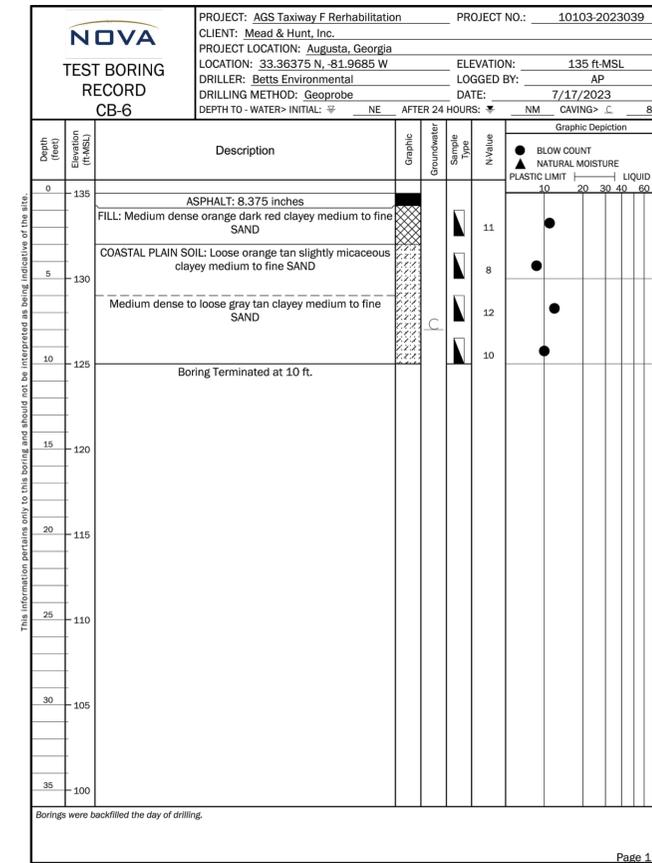 NOVA
TEST BORING
RECORD
CB-6
PROJECT: AGS Taxiway F Rerhabilitation PROJECT NO.: 10103-2023039
CLIENT: Mead & Hunt, Inc.
PROJECT LOCATION: Augusta, Georgia
LOCATION: 33.36375 N, -81.9685 W ELEVATION: 135 ft-MSL
DRILLER: Betts Environmental LOGGED BY: AP
DRILLING METHOD: Geoprobe DATE: 7/17/2023
DEPTH TO - WATER> INITIAL: NE AFTER 24 HOURS: NM CAVING> C 8
Depth (feet)
Elevation (ft-MSL)
Description
Graphic
Groundwater
Sample Type
N-Value
Graphic Depiction
BLOW COUNT
NATURAL MOISTURE
PLASTIC LIMIT LIQUID
10 20 30 40 60
0 135
ASPHALT: 8.375 inches
FILL: Medium dense orange dark red clayey medium to fine
SAND
11
COASTAL PLAIN SOIL: Loose orange tan slightly micaceous
clayey medium to fine SAND
8
5 130
Medium dense to loose gray tan clayey medium to fine
SAND
12
C
10
10 125
Boring Terminated at 10 ft.
15 120
20 115
25 110
30 105
35 100
Borings were backfilled the day of drilling.
This information pertains only to this boring and should not be interpreted as being indicative of the site.
Page 1